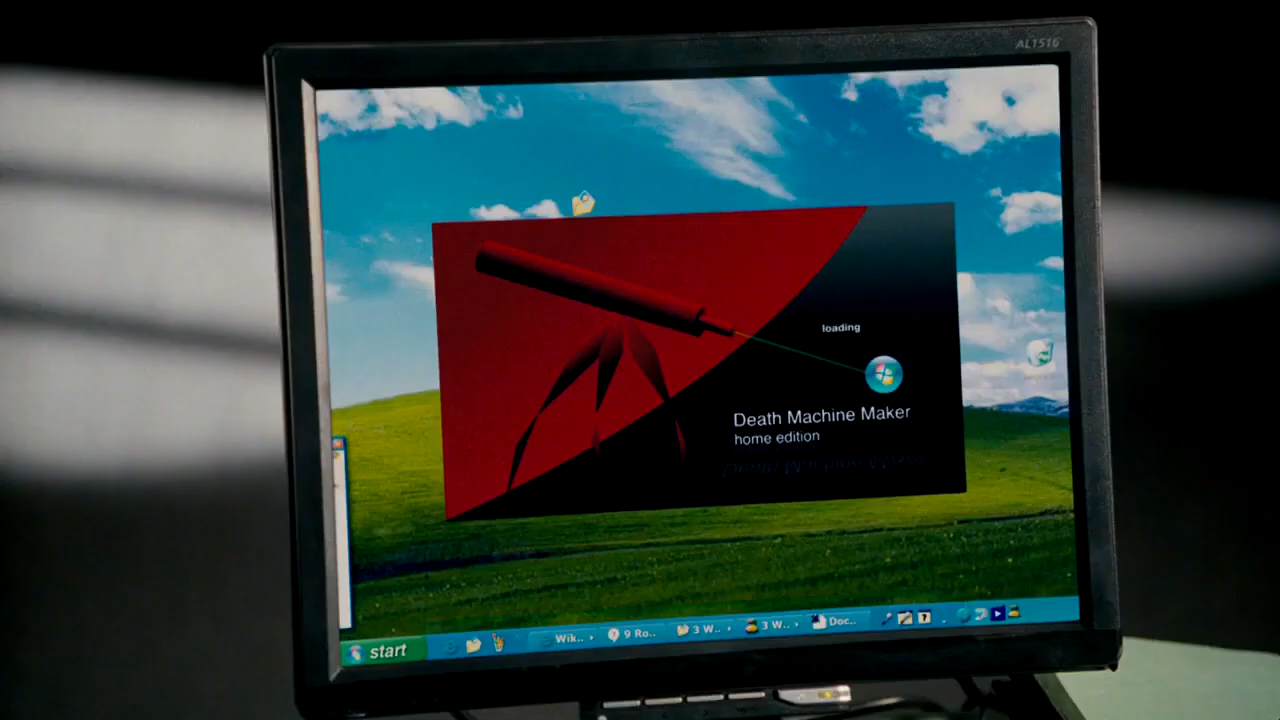 AL1516
loading
Death Machine Maker
home edition
start
Wik..
9 Ro..
3 W..
3 W..
Doc..